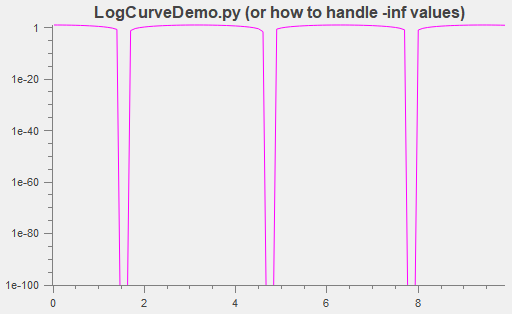 LogCurveDemo.py (or how to handle -inf values)
1
1e-20
1e-40
1e-60
1e-80
1e-100
0 2 4 6 8